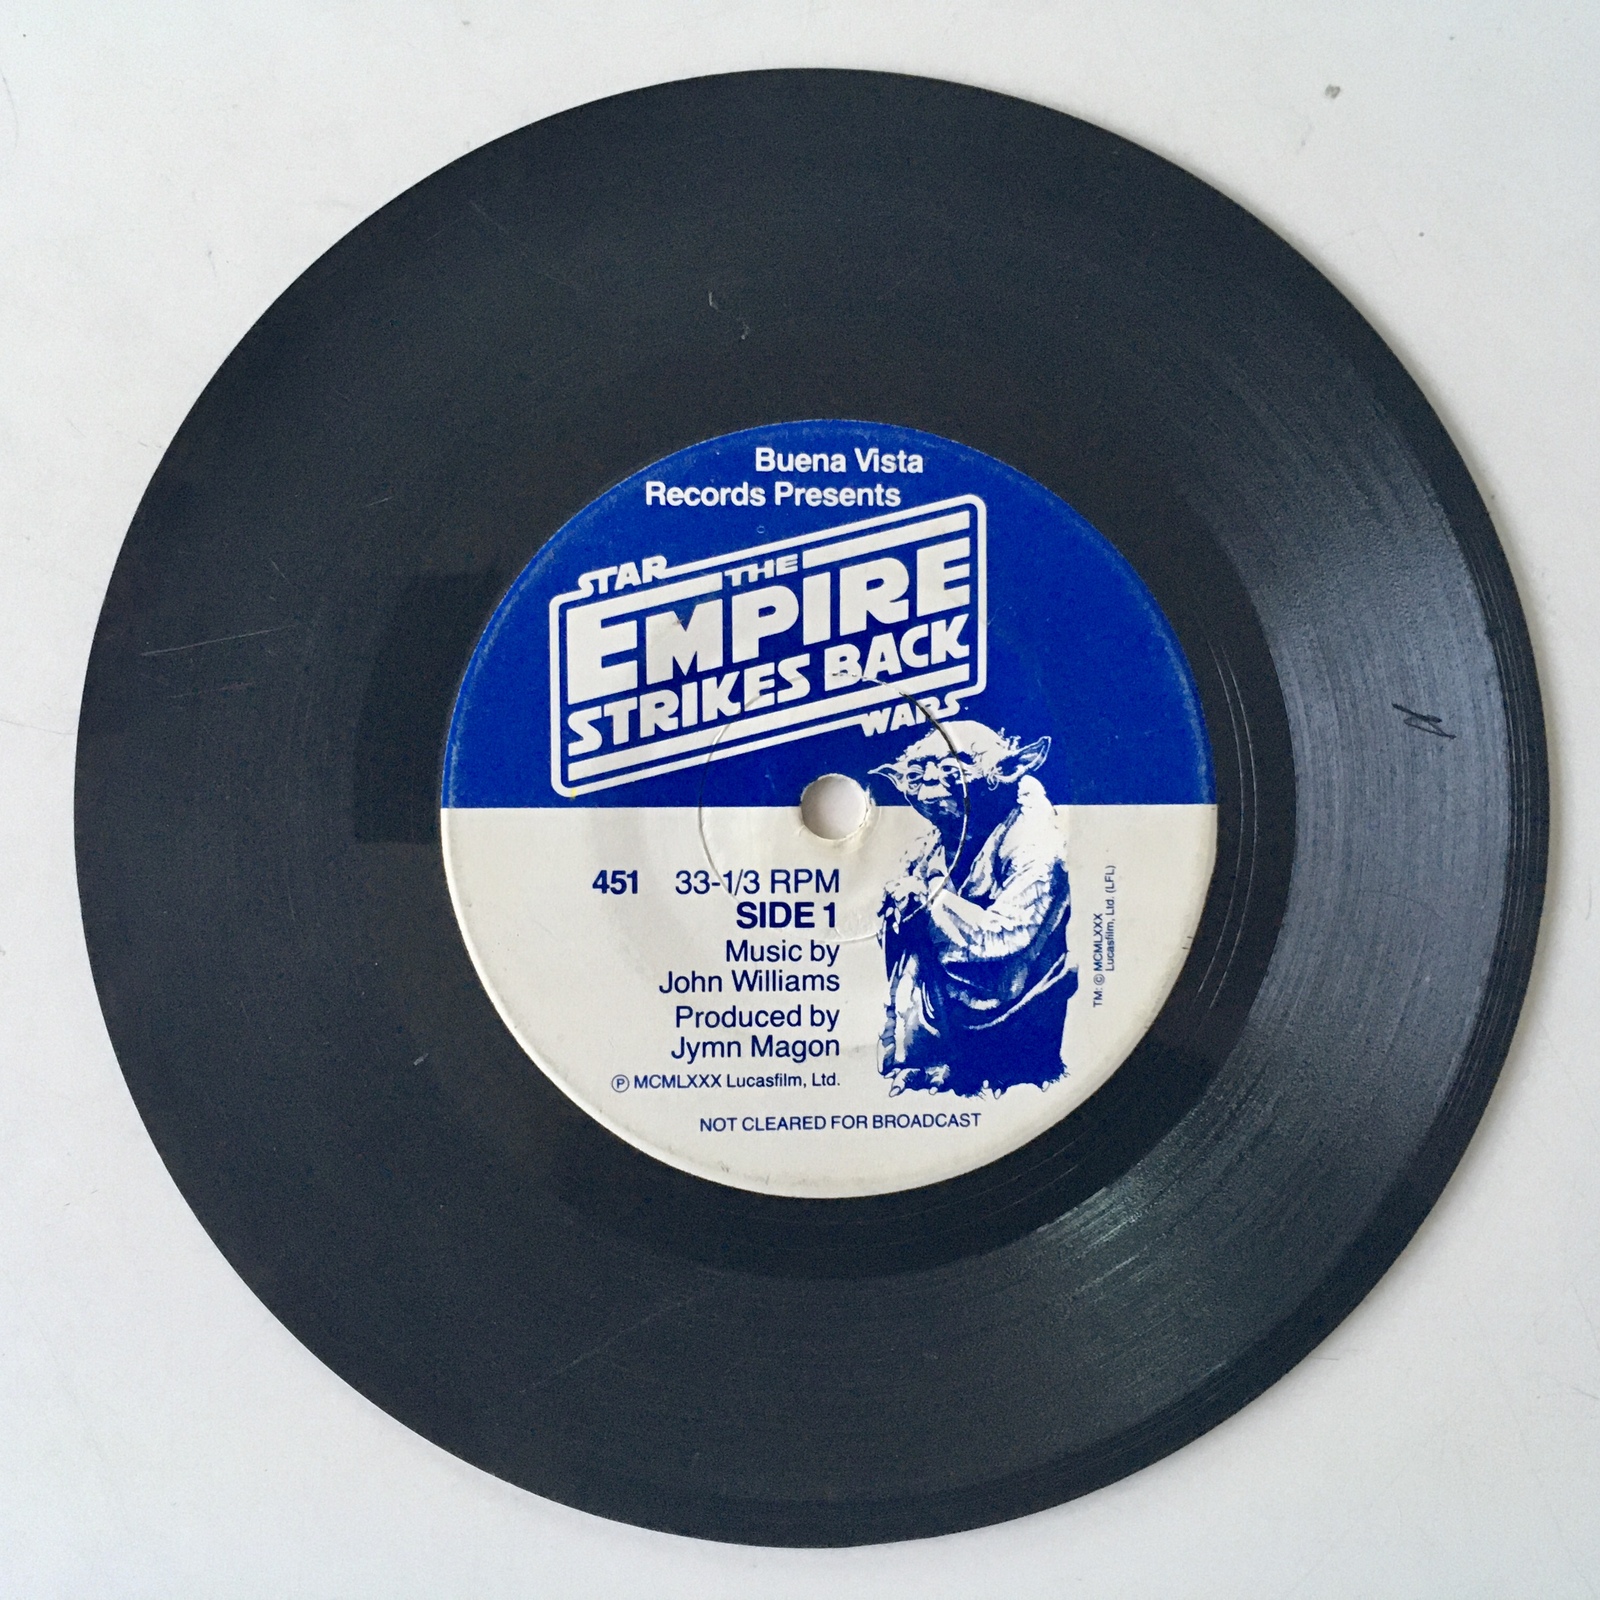 Buena Vista
Records Presents
STAR
THE
EMPIRE
STRIKES BACK
WARS
451 33-1/3 RPM
SIDE 1
Music by
John Williams
Produced by
Jymn Magon
Ⓟ MCMLXXX Lucasfilm, Ltd.
NOT CLEARED FOR BROADCAST
TM: © MCMLXXX
Lucasfilm, Ltd. (LFL)